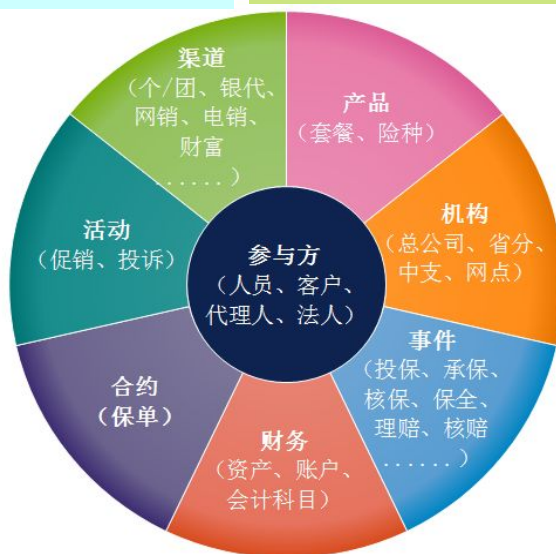 渠道
（个/团、银代、
网销、电销、
财富
......）
产品
（套餐、险种）
机构
（总公司、省分、
中支、网点）
事件
（投保、承保、
核保、保全、
理赔、核赔
......）
财务
（资产、账户、
会计科目）
合约
（保单）
活动
（促销、投诉）
参与方
（人员、客户、
代理人、法人）